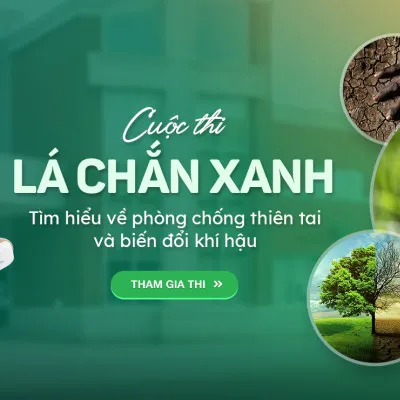 Cuộc thi
LÁ CHẮN XANH
Tìm hiểu về phòng chống thiên tai
và biến đổi khí hậu
THAM GIA THI »